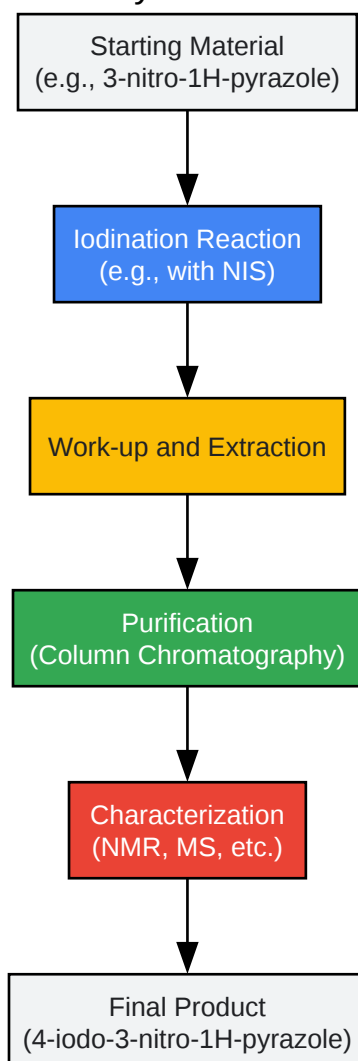 Starting Material
(e.g., 3-nitro-1H-pyrazole)
Iodination Reaction
(e.g., with NIS)
Work-up and Extraction
Purification
(Column Chromatography)
Characterization
(NMR, MS, etc.)
Final Product
(4-iodo-3-nitro-1H-pyrazole)